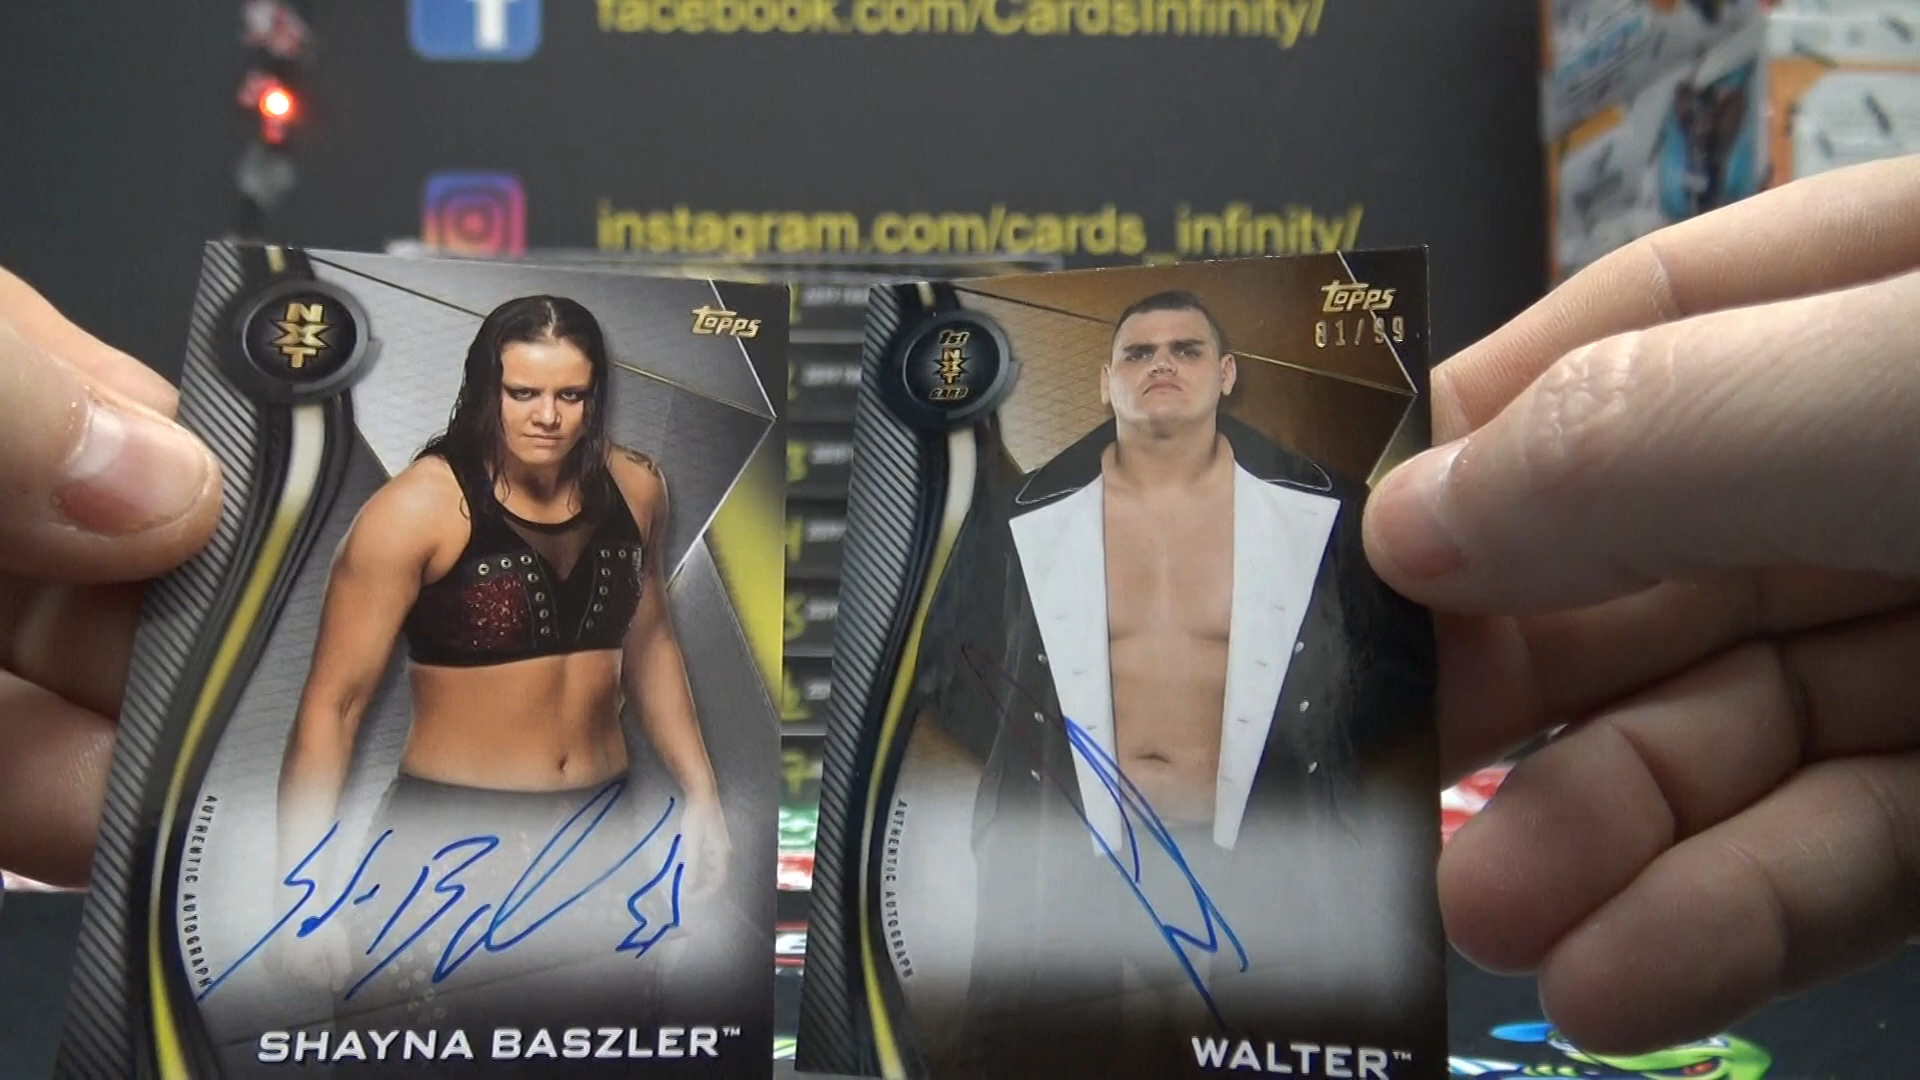 facebook.com/CardsInfinity/
instagram.com/cards_infinity/
NXT
topps
AUTHENTIC AUTOGRAPH
SHAYNA BASZLER™
1st
NXT
CARD
topps
81/99
AUTHENTIC AUTOGRAPH
WALTER™